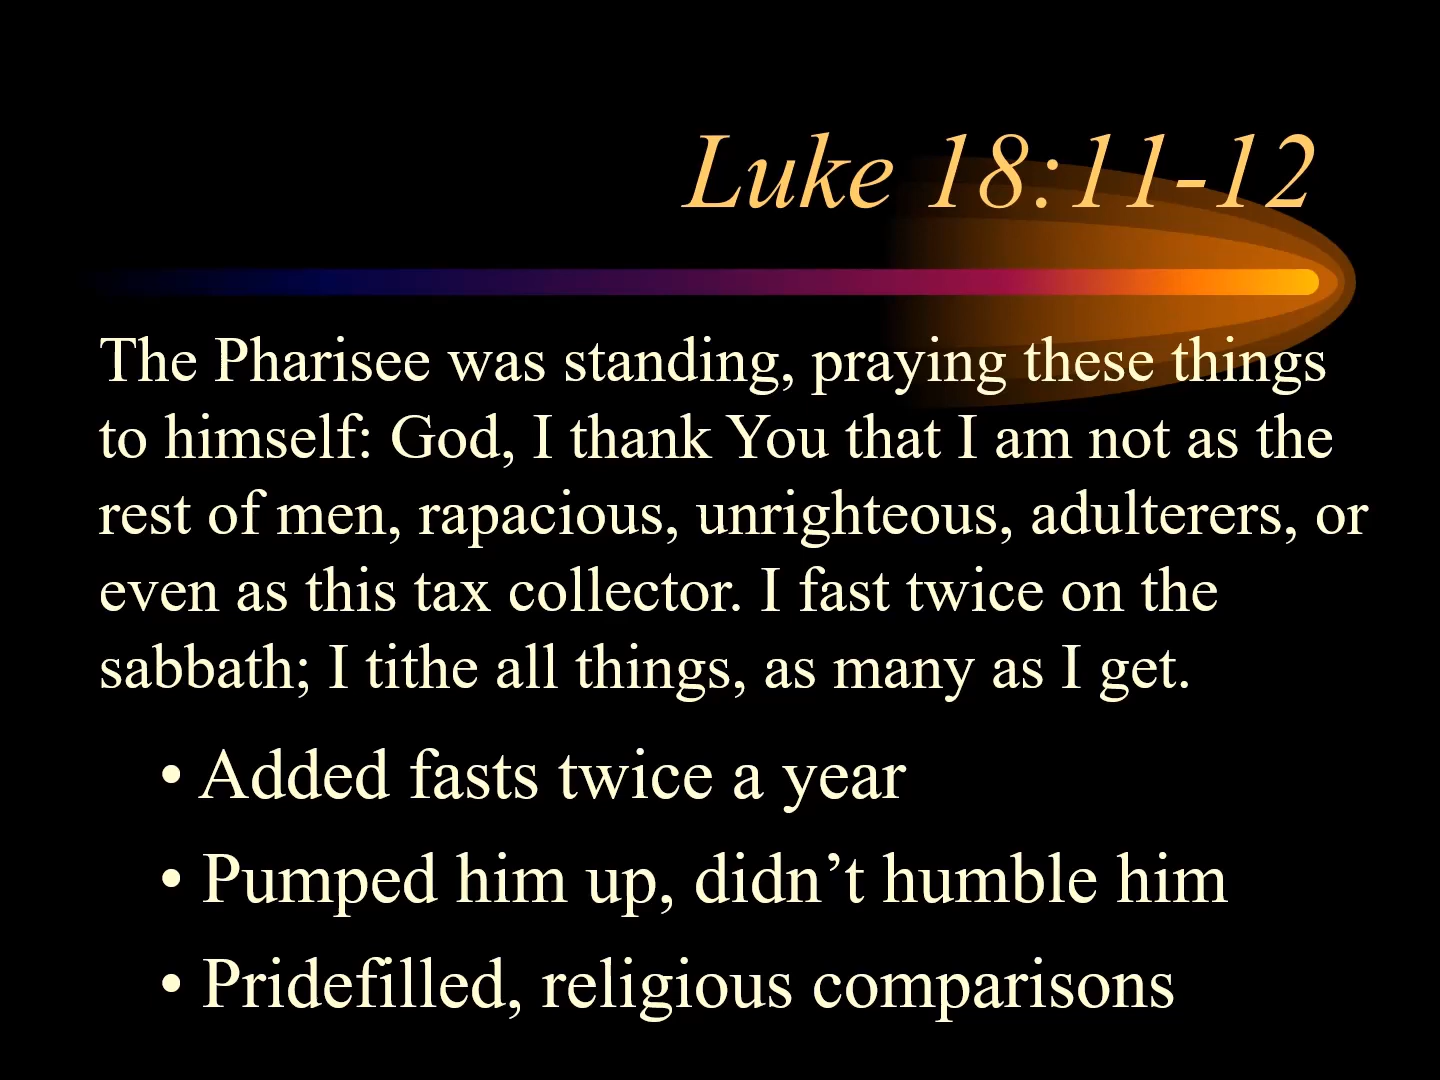 Luke 18:11-12
The Pharisee was standing, praying these things
to himself: God, I thank You that I am not as the
rest of men, rapacious, unrighteous, adulterers, or
even as this tax collector. I fast twice on the
sabbath; I tithe all things, as many as I get.
• Added fasts twice a year
• Pumped him up, didn’t humble him
• Pridefilled, religious comparisons